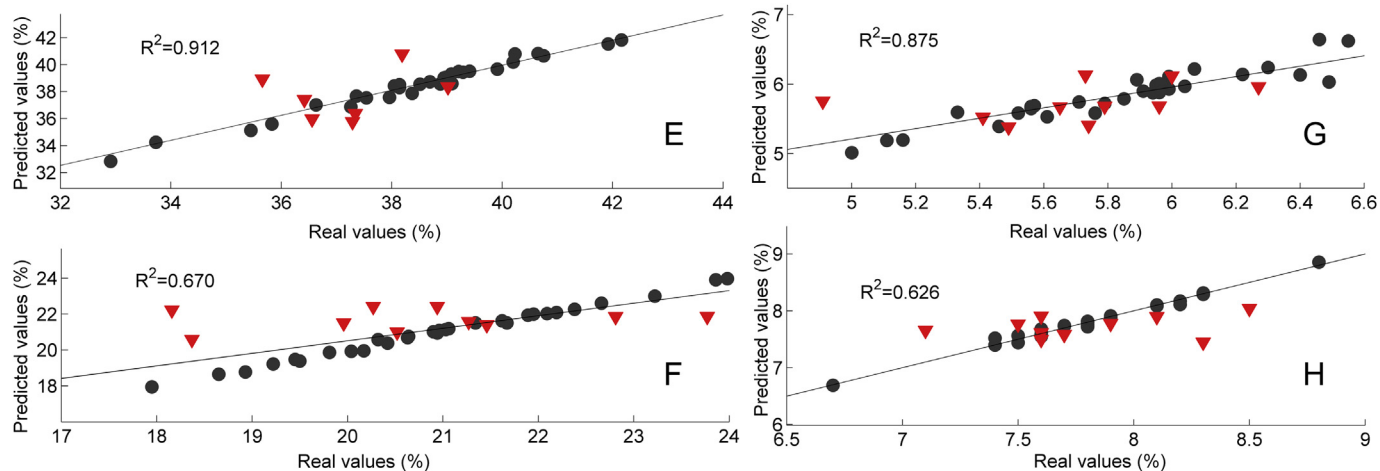 Predicted values (%)
42
40
38
36
34
32
R2=0.912
E
32 34 36 38 40 42 44
Real values (%)
Predicted values (%)
7
6
5
R2=0.875
G
5 5.2 5.4 5.6 5.8 6 6.2 6.4 6.6
Real values (%)
Predicted values (%)
24
22
20
18
R2=0.670
F
17 18 19 20 21 22 23 24
Real values (%)
Predicted values (%)
9
8
7
6
R2=0.626
H
6.5 7 7.5 8 8.5 9
Real values (%)